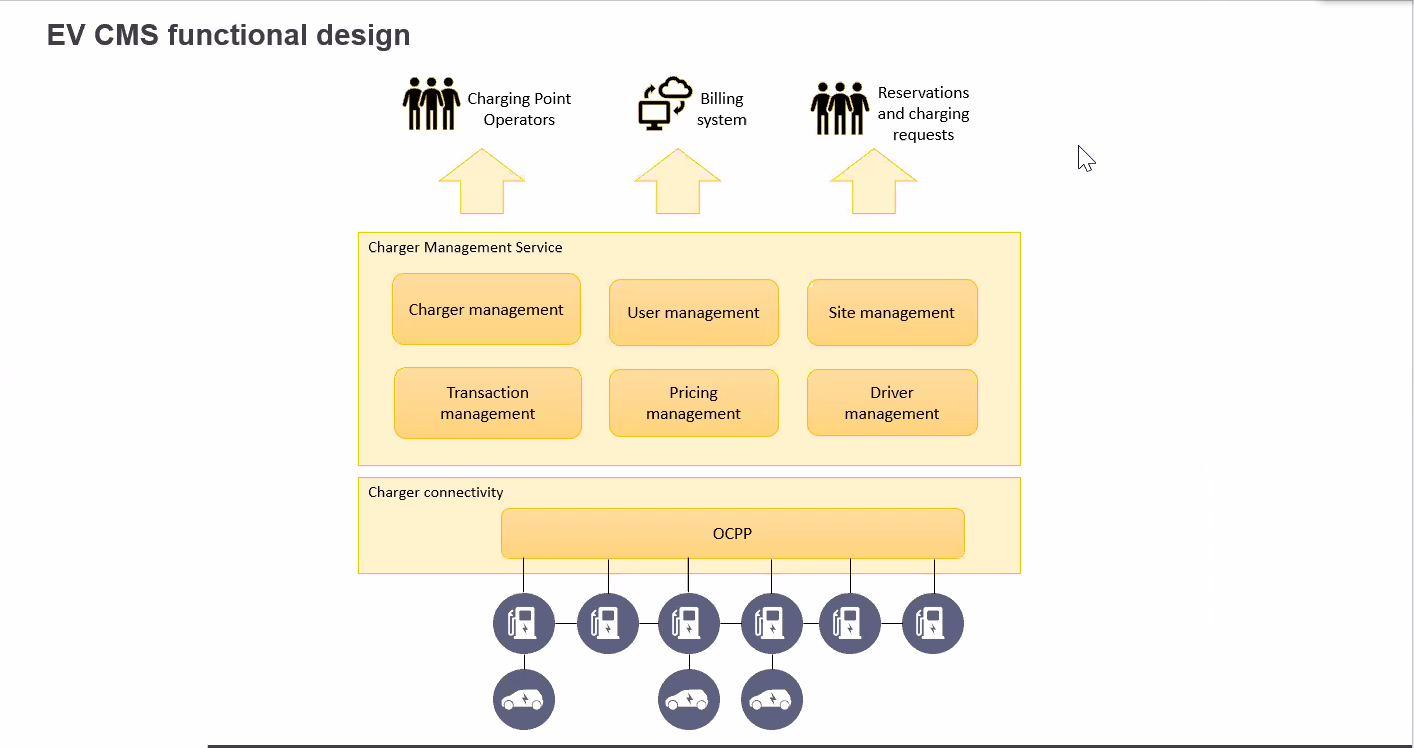 EV CMS functional design
Charging Point
Operators
Billing
system
Reservations
and charging
requests
Charger Management Service
Charger management
User management
Site management
Transaction
management
Pricing
management
Driver
management
Charger connectivity
OCPP